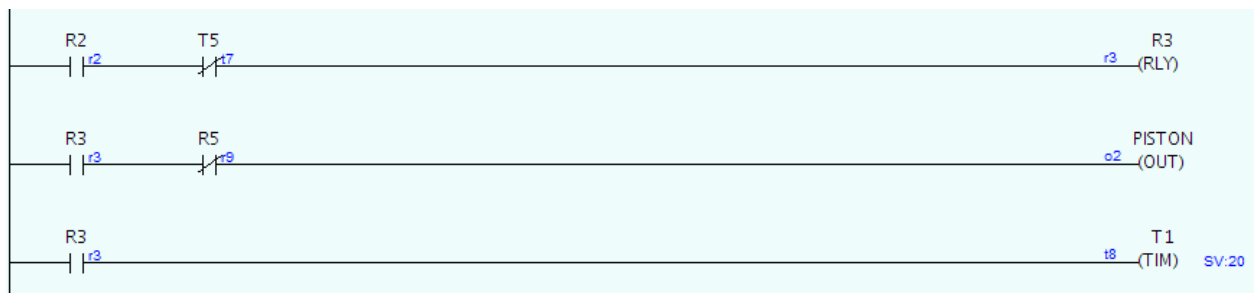 R2 T5 R3
r2 t7 r3 (RLY)
R3 R5 PISTON
r3 r9 o2 (OUT)
R3 T1
r3 t8 (TIM) SV:20